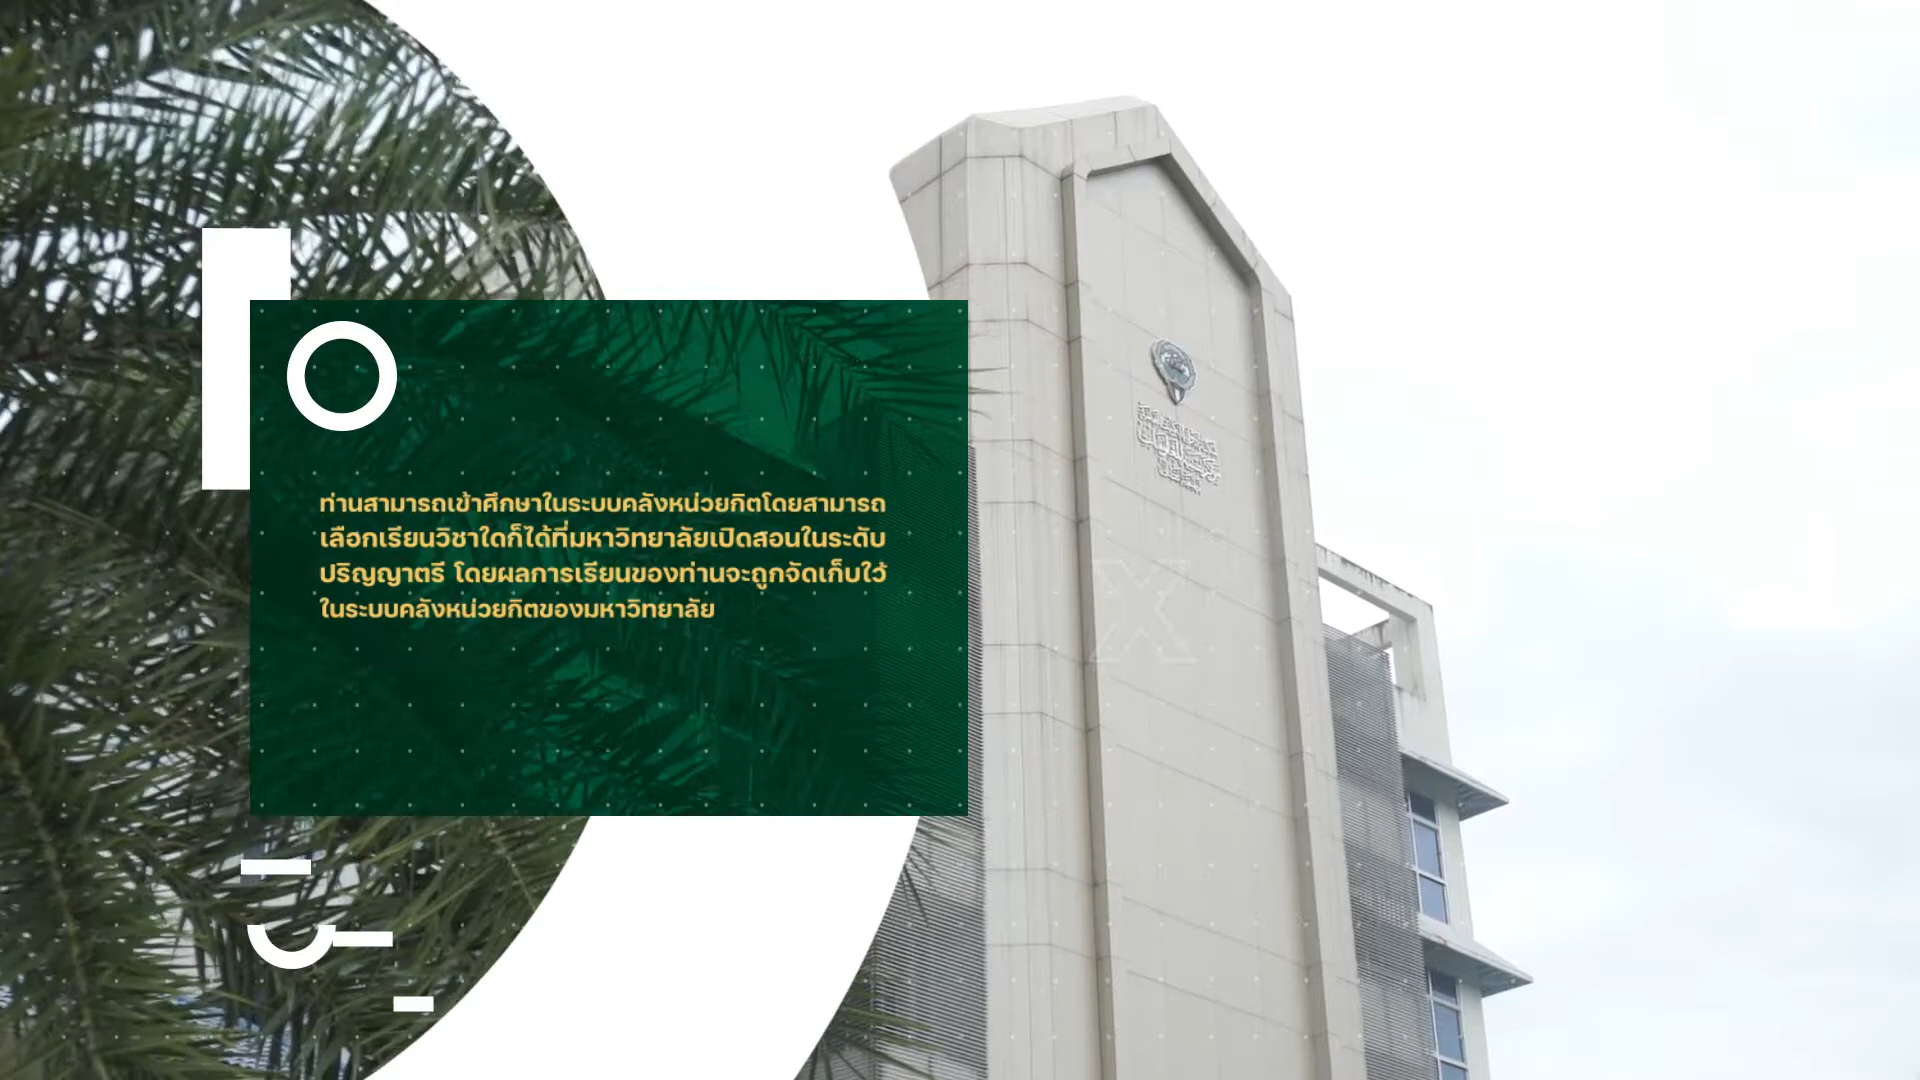 ท่านสามารถเข้าศึกษาในระบบคลังหน่วยกิตโดยสามารถ
เลือกเรียนวิชาใดก็ได้ที่มหาวิทยาลัยเปิดสอนในระดับ
ปริญญาตรี โดยผลการเรียนของท่านจะถูกจัดเก็บใว้
ในระบบคลังหน่วยกิตของมหาวิทยาลัย